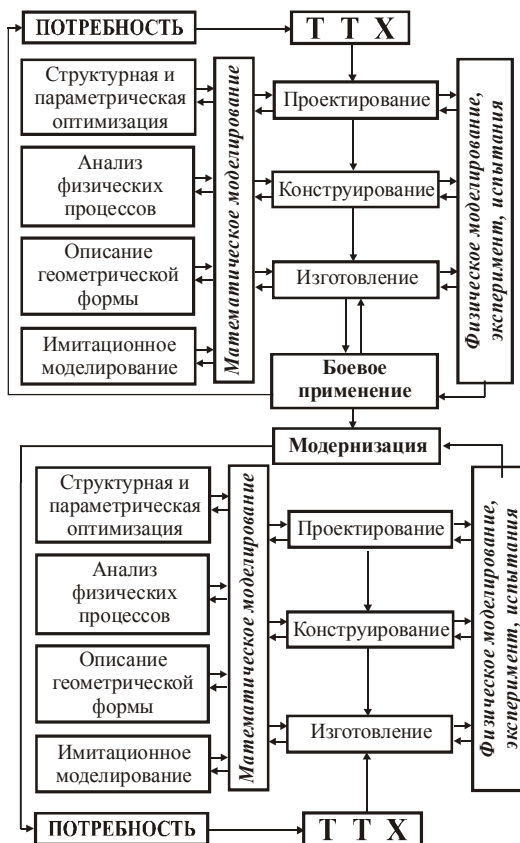 ПОТРЕБНОСТЬ
Т Т Х
Структурная и
параметрическая
оптимизация
Анализ
физических
процессов
Описание
геометрической
формы
Имитационное
моделирование
Математическое моделирование
Проектирование
Конструирование
Изготовление
Боевое
применение
Физическое моделирование,
эксперимент, испытания
Модернизация
Структурная и
параметрическая
оптимизация
Анализ
физических
процессов
Описание
геометрической
формы
Имитационное
моделирование
Математическое моделирование
Проектирование
Конструирование
Изготовление
Физическое моделирование,
эксперимент, испытания
ПОТРЕБНОСТЬ
Т Т Х